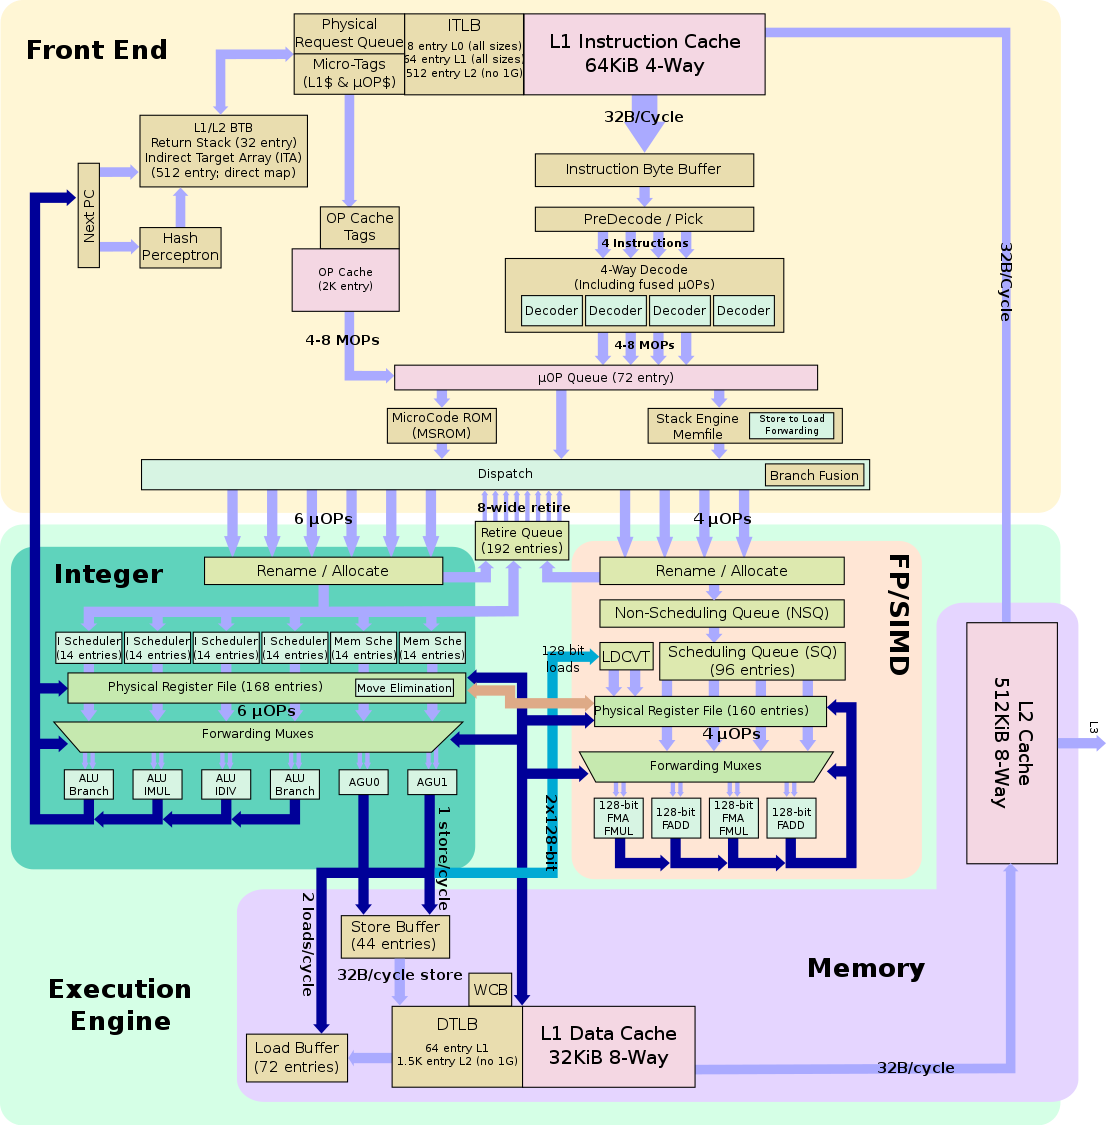 Front End
Physical
Request Queue
Micro-Tags
(L1$ & µOP$)
ITLB
8 entry L0 (all sizes)
64 entry L1 (all sizes)
512 entry L2 (no 1G)
L1 Instruction Cache
64KiB 4-Way
32B/Cycle
L1/L2 BTB
Return Stack (32 entry)
Indirect Target Array (ITA)
(512 entry; direct map)
Next PC
Hash
Perceptron
Instruction Byte Buffer
OP Cache
Tags
PreDecode / Pick
4 Instructions
OP Cache
(2K entry)
4-Way Decode
(Including fused µOPs)
Decoder
Decoder
Decoder
Decoder
32B/Cycle
4-8 MOPs
4-8 MOPs
µOP Queue (72 entry)
MicroCode ROM
(MSROM)
Stack Engine
Memfile
Store to Load
Forwarding
Dispatch
Branch Fusion
6 µOPs
8-wide retire
4 µOPs
Retire Queue
(192 entries)
Integer
Rename / Allocate
Rename / Allocate
FP/SIMD
Non-Scheduling Queue (NSQ)
I Scheduler
(14 entries)
I Scheduler
(14 entries)
I Scheduler
(14 entries)
I Scheduler
(14 entries)
Mem Sche
(14 entries)
Mem Sche
(14 entries)
128 bit
loads
LDCVT
Scheduling Queue (SQ)
(96 entries)
Physical Register File (168 entries)
Move Elimination
Physical Register File (160 entries)
6 µOPs
4 µOPs
Forwarding Muxes
Forwarding Muxes
ALU
Branch
ALU
IMUL
ALU
IDIV
ALU
Branch
AGU0
AGU1
128-bit
FMA
FMUL
128-bit
FADD
128-bit
FMA
FMUL
128-bit
FADD
1 store/cycle
2x128-bit
2 loads/cycle
L2 Cache
512KiB 8-Way
L3
Store Buffer
(44 entries)
32B/cycle store
Memory
Execution
Engine
WCB
DTLB
64 entry L1
1.5K entry L2 (no 1G)
L1 Data Cache
32KiB 8-Way
Load Buffer
(72 entries)
32B/cycle